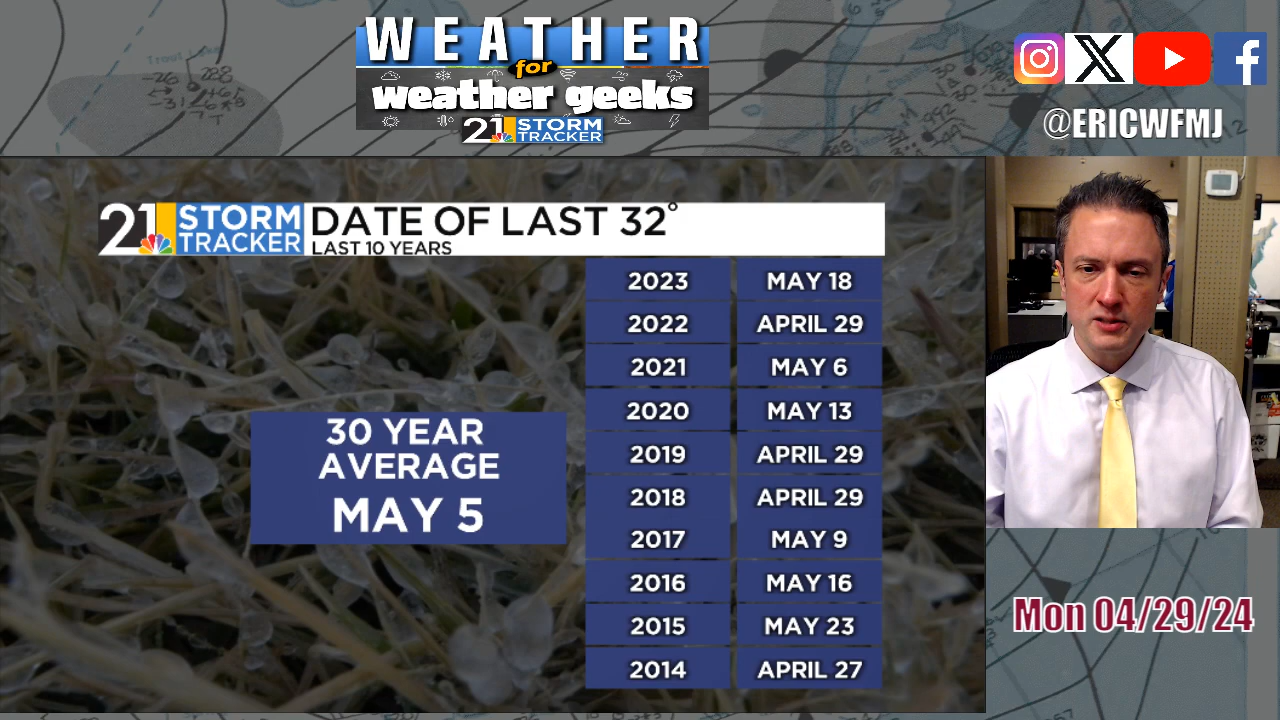 WEATHER
for
weather geeks
21 STORM
TRACKER
@ERICWFMJ
21 STORM
TRACKER
DATE OF LAST 32°
LAST 10 YEARS
2023 MAY 18
2022 APRIL 29
2021 MAY 6
2020 MAY 13
2019 APRIL 29
2018 APRIL 29
2017 MAY 9
2016 MAY 16
2015 MAY 23
2014 APRIL 27
30 YEAR
AVERAGE
MAY 5
Mon 04/29/24